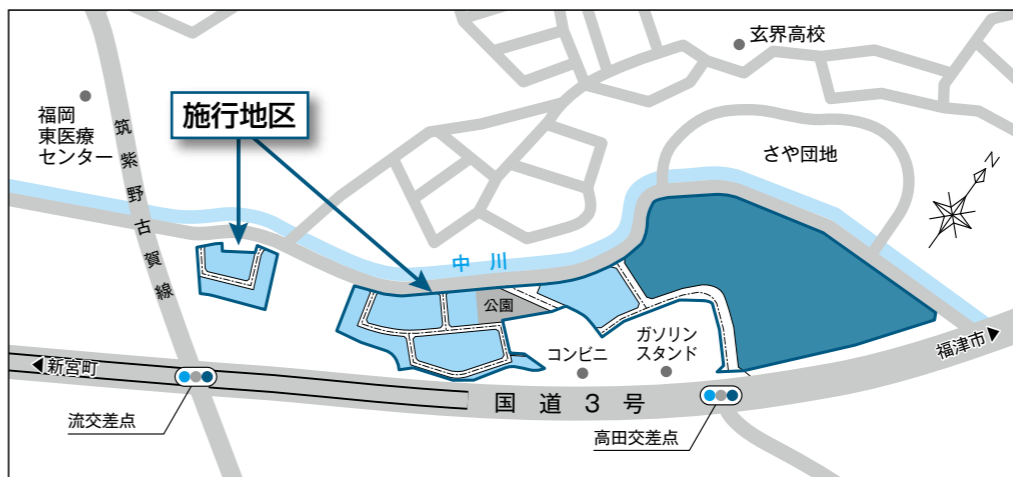 玄界高校
福岡
東医療
センター
筑紫野古賀線
施行地区
さや団地
N
中川
公園
ガソリン
スタンド
コンビニ
福津市
新宮町
国道3号
流交差点
高田交差点